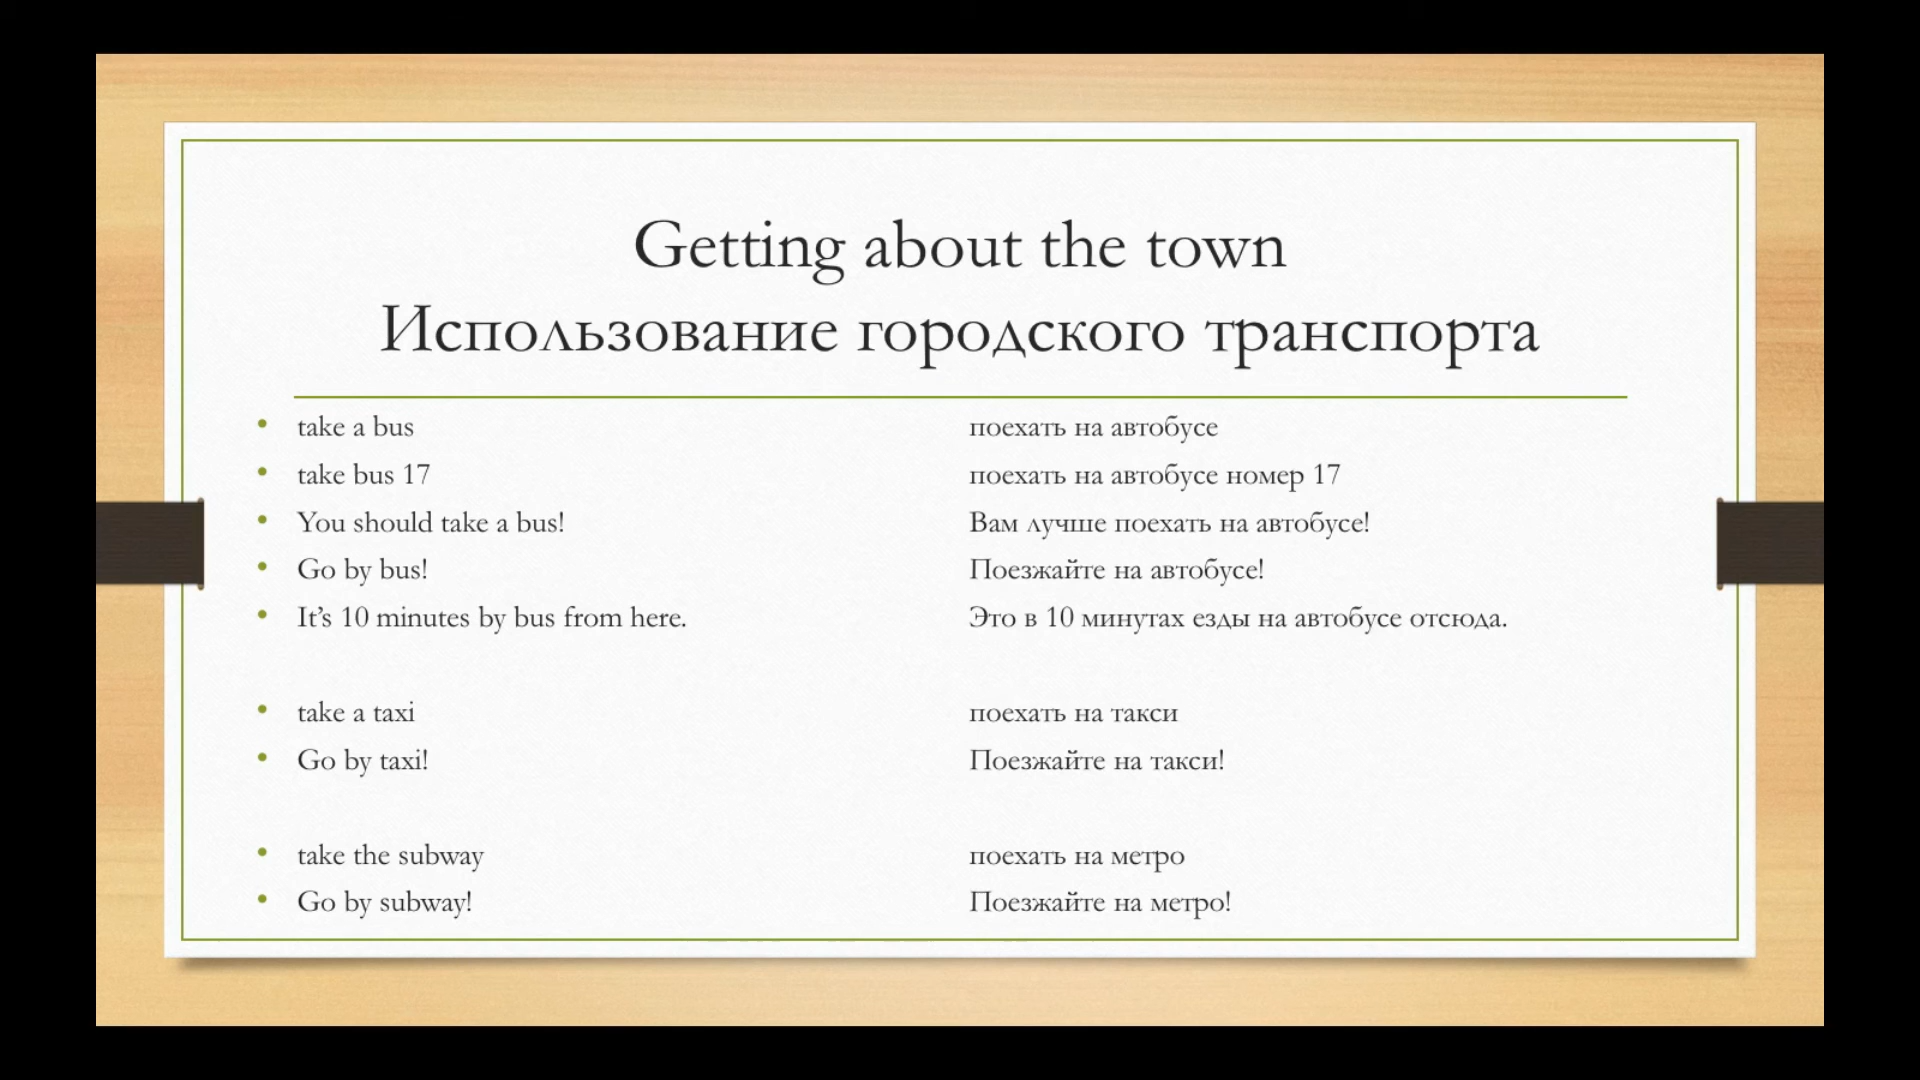 Getting about the town
Использование городского транспорта
• take a bus поехать на автобусе
• take bus 17 поехать на автобусе номер 17
• You should take a bus! Вам лучше поехать на автобусе!
• Go by bus! Поезжайте на автобусе!
• It’s 10 minutes by bus from here. Это в 10 минутах езды на автобусе отсюда.
• take a taxi поехать на такси
• Go by taxi! Поезжайте на такси!
• take the subway поехать на метро
• Go by subway! Поезжайте на метро!